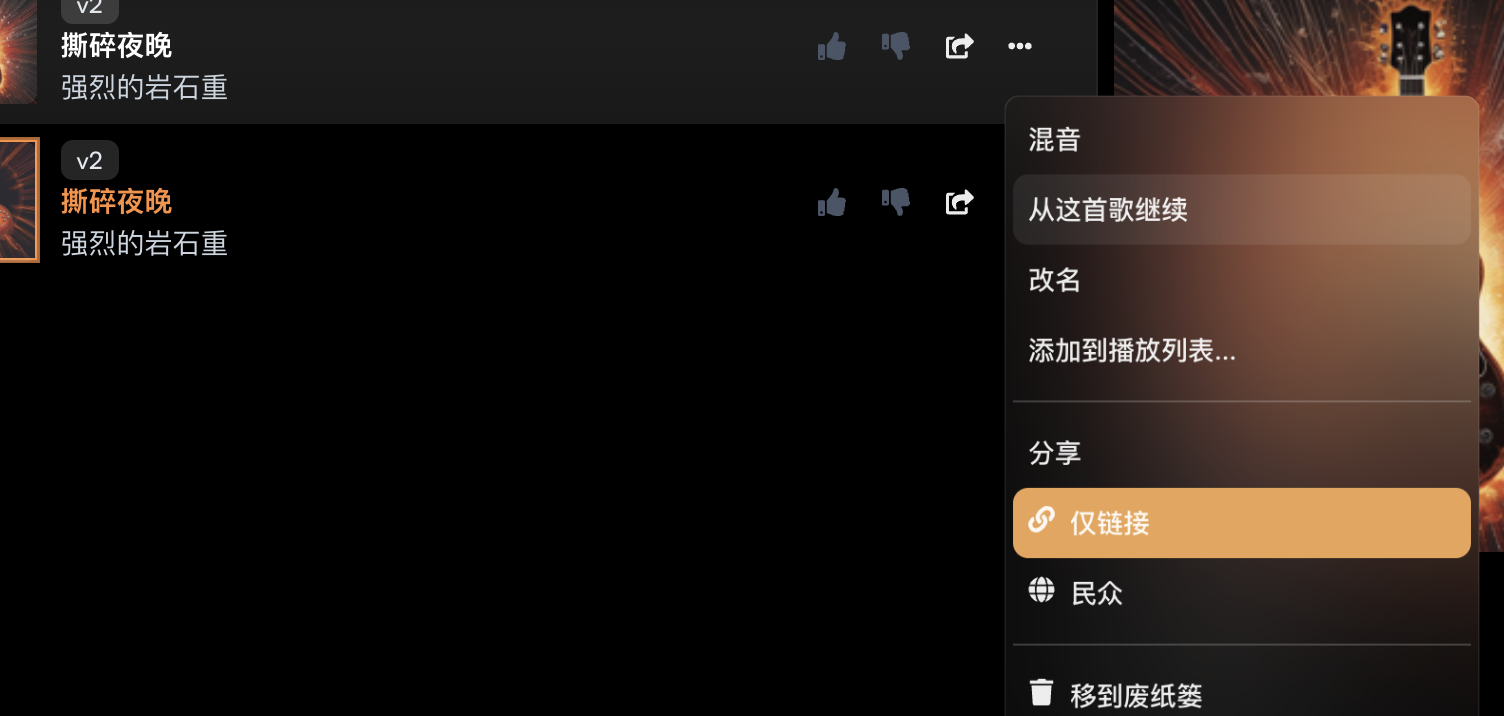 v2
撕碎夜晚
强烈的岩石重
v2
撕碎夜晚
强烈的岩石重
混音
从这首歌继续
改名
添加到播放列表...
分享
仅链接
民众
移到废纸篓